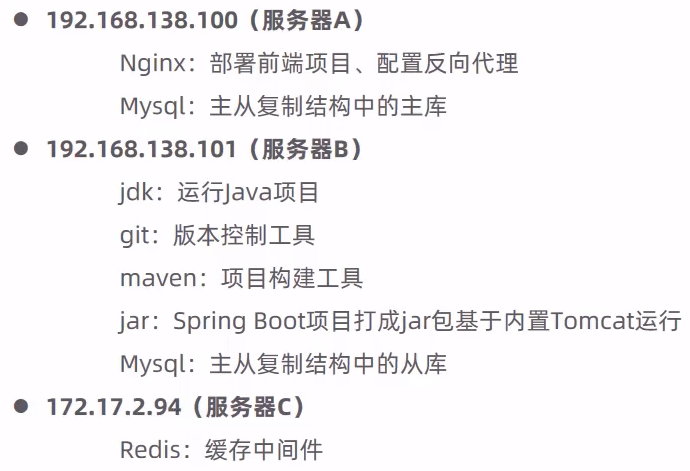 ● 192.168.138.100（服务器A）
Nginx：部署前端项目、配置反向代理
Mysql：主从复制结构中的主库
● 192.168.138.101（服务器B）
jdk：运行Java项目
git：版本控制工具
maven：项目构建工具
jar：Spring Boot项目打成jar包基于内置Tomcat运行
Mysql：主从复制结构中的从库
● 172.17.2.94（服务器C）
Redis：缓存中间件